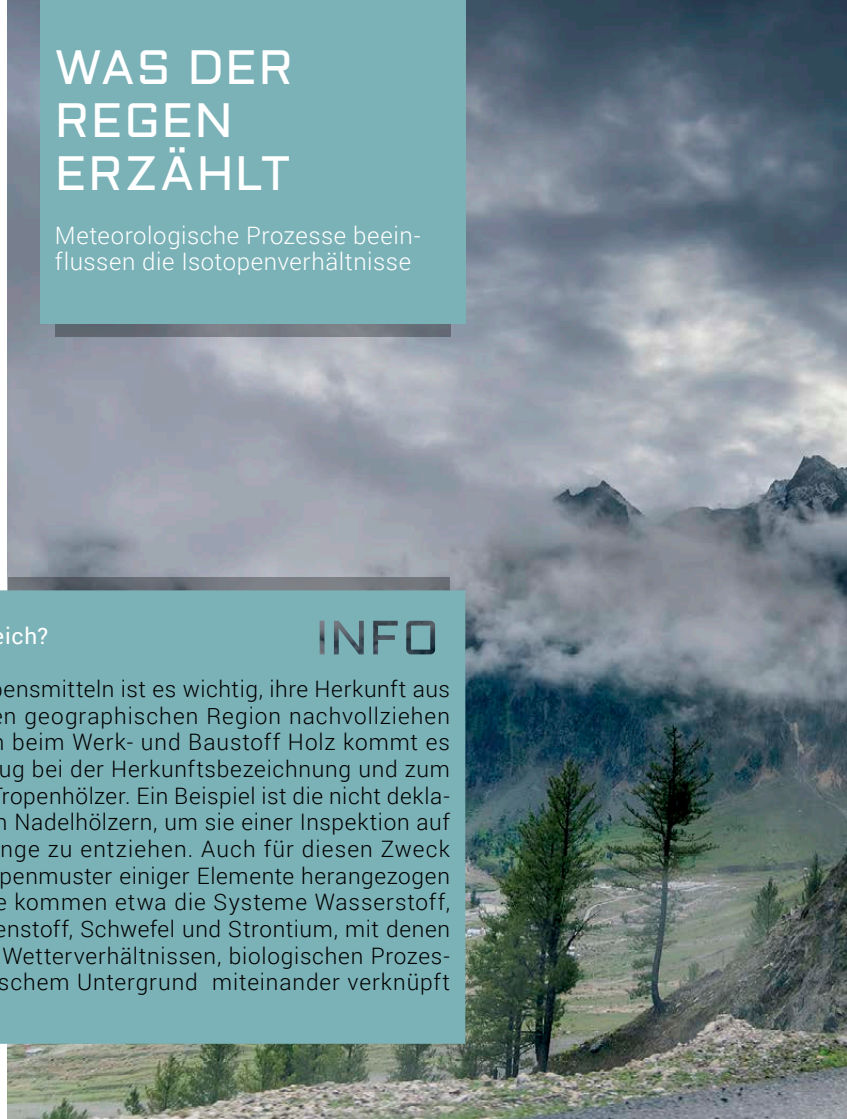 WAS DER
REGEN
ERZÄHLT
Meteorologische Prozesse beein-
flussen die Isotopenverhältnisse
eich?
INFO
bensmitteln ist es wichtig, ihre Herkunft aus
en geographischen Region nachvollziehen
n beim Werk- und Baustoff Holz kommt es
ug bei der Herkunftsbezeichnung und zum
Tropenhölzer. Ein Beispiel ist die nicht dekla-
n Nadelhölzern, um sie einer Inspektion auf
nge zu entziehen. Auch für diesen Zweck
penmuster einiger Elemente herangezogen
e kommen etwa die Systeme Wasserstoff,
enstoff, Schwefel und Strontium, mit denen
Wetterverhältnissen, biologischen Prozes-
schem Untergrund miteinander verknüpft